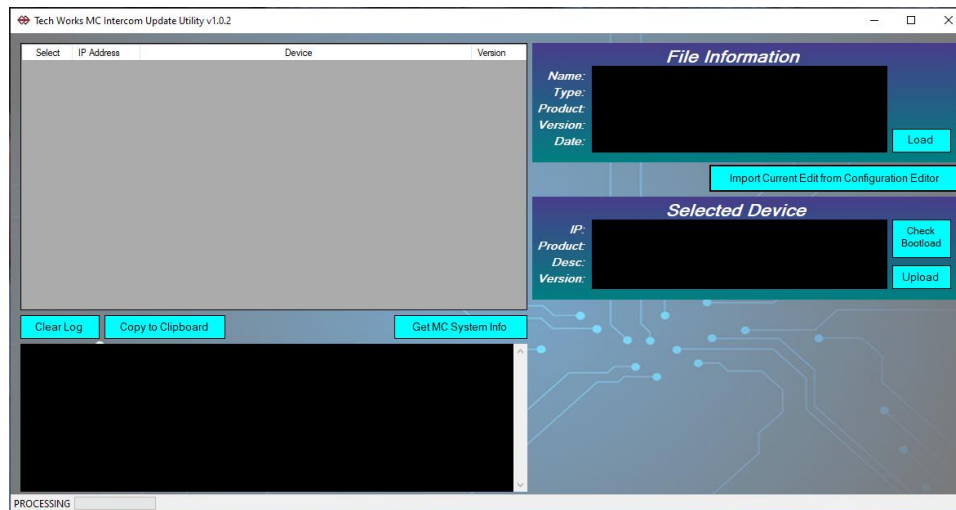 Tech Works MC Intercom Update Utility v1.0.2
Select IP Address Device Version
File Information
Name:
Type:
Product:
Version:
Date:
Load
Import Current Edit from Configuration Editor
Selected Device
IP:
Product:
Desc:
Version:
Check
Bootload
Upload
Clear Log Copy to Clipboard Get MC System Info
PROCESSING